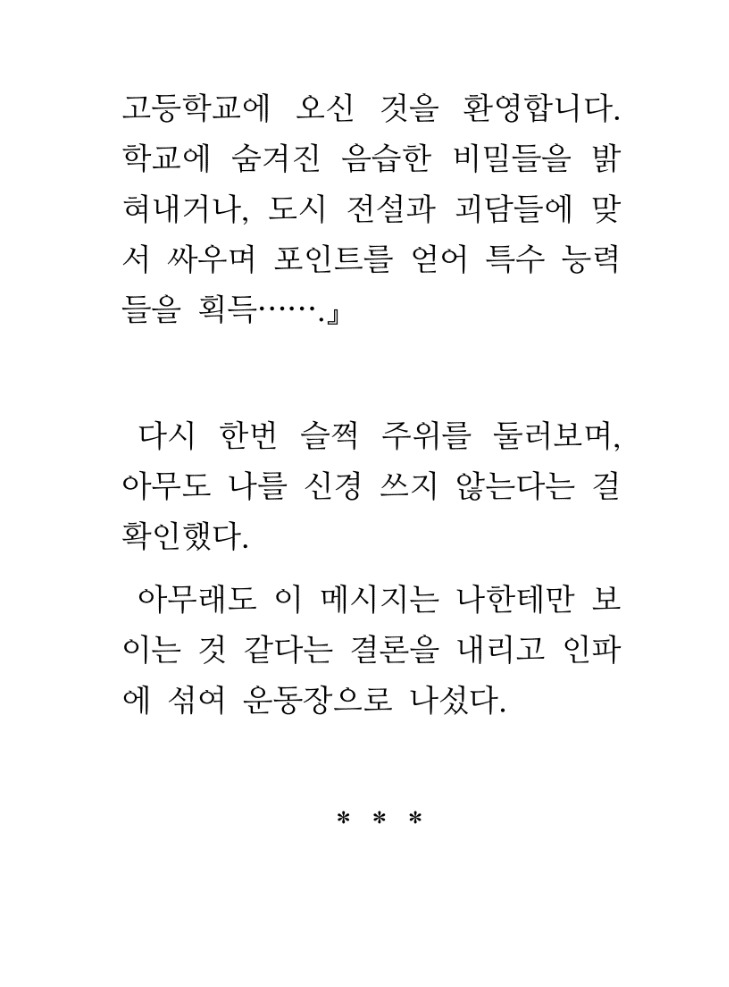 고등학교에 오신 것을 환영합니다.
학교에 숨겨진 음습한 비밀들을 밝
혀내거나, 도시 전설과 괴담들에 맞
서 싸우며 포인트를 얻어 특수 능력
들을 획득…….』
다시 한번 슬쩍 주위를 둘러보며,
아무도 나를 신경 쓰지 않는다는 걸
확인했다.
아무래도 이 메시지는 나한테만 보
이는 것 같다는 결론을 내리고 인파
에 섞여 운동장으로 나섰다.
* * *